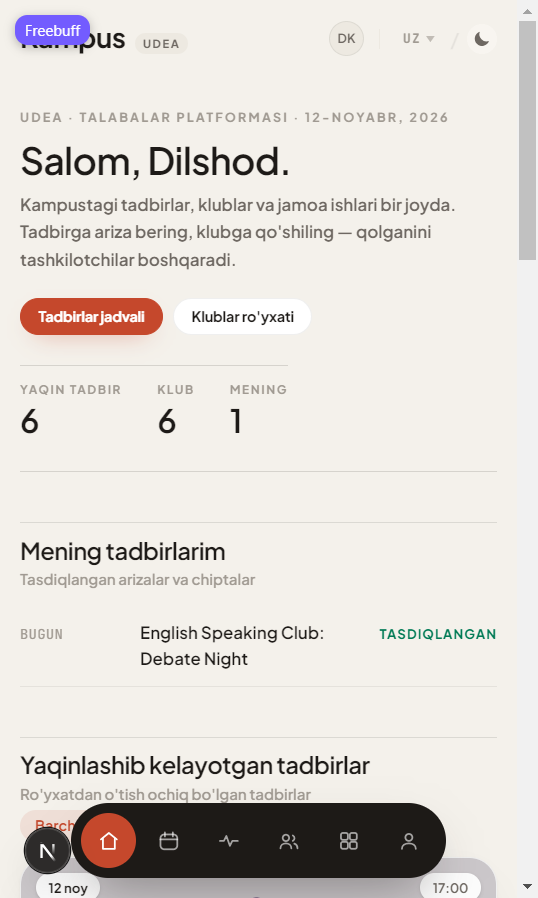 Freebuff
Kampus UDEA DK UZ /
UDEA · TALABALAR PLATFORMASI · 12-NOYABR, 2026
Salom, Dilshod.
Kampustagi tadbirlar, klublar va jamoa ishlari bir joyda.
Tadbirga ariza bering, klubga qo'shiling — qolganini
tashkilotchilar boshqaradi.
Tadbirlar jadvali Klublar ro'yxati
YAQIN TADBIR KLUB MENING
6 6 1
Mening tadbirlarim
Tasdiqlangan arizalar va chiptalar
BUGUN English Speaking Club: TASDIQLANGAN
Debate Night
Yaqinlashib kelayotgan tadbirlar
Ro'yxatdan o'tish ochiq bo'lgan tadbirlar
N
12 noy 17:00